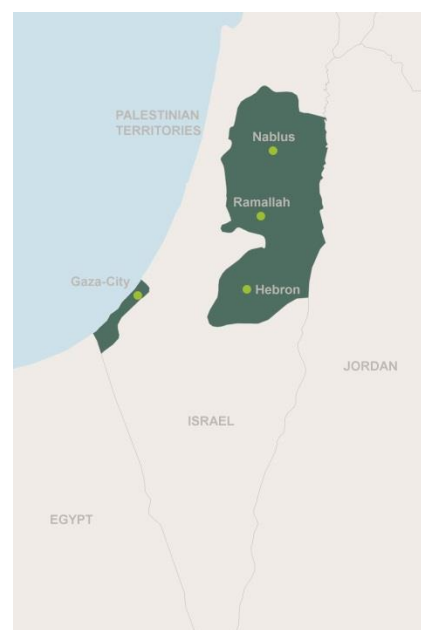 PALESTINIAN
TERRITORIES
Nablus
Ramallah
Gaza-City
Hebron
JORDAN
ISRAEL
EGYPT